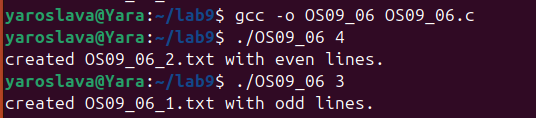 yaroslava@Yara:~/lab9$ gcc -o OS09_06 OS09_06.c
yaroslava@Yara:~/lab9$ ./OS09_06 4
created OS09_06_2.txt with even lines.
yaroslava@Yara:~/lab9$ ./OS09_06 3
created OS09_06_1.txt with odd lines.